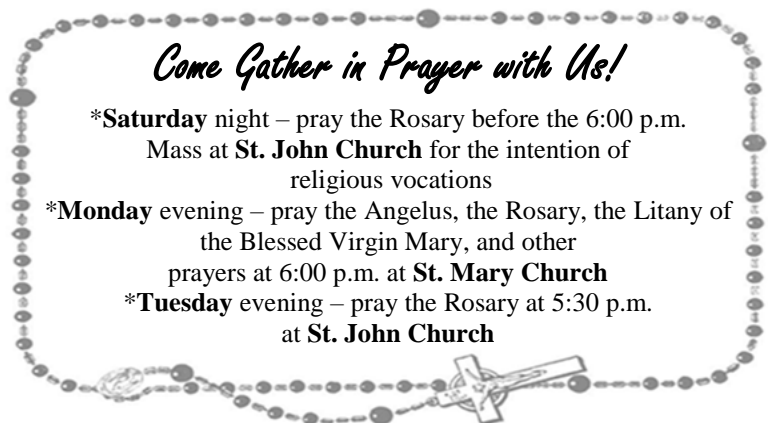 Come Gather in Prayer with Us!
*Saturday night – pray the Rosary before the 6:00 p.m.
Mass at St. John Church for the intention of
religious vocations
*Monday evening – pray the Angelus, the Rosary, the Litany of
the Blessed Virgin Mary, and other
prayers at 6:00 p.m. at St. Mary Church
*Tuesday evening – pray the Rosary at 5:30 p.m.
at St. John Church